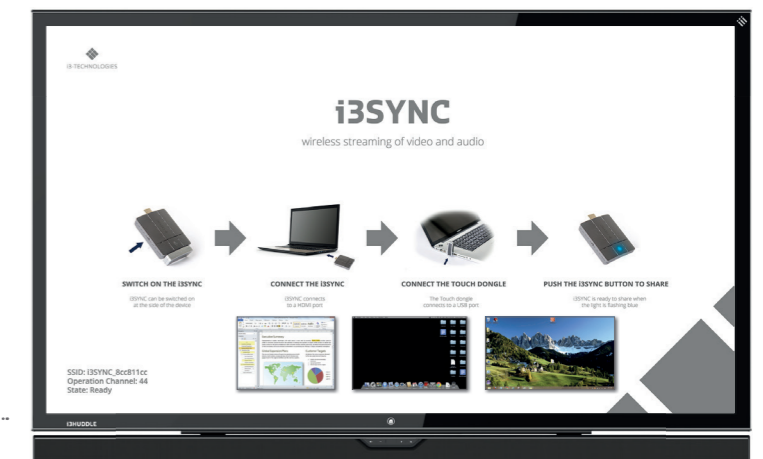 i3-TECHNOLOGIES
i3SYNC
wireless streaming of video and audio
SWITCH ON THE i3SYNC
i3SYNC can be switched on
at the side of the device
CONNECT THE i3SYNC
i3SYNC connects
to a HDMI port
CONNECT THE TOUCH DONGLE
The Touch dongle
connects to a USB port
PUSH THE i3SYNC BUTTON TO SHARE
i3SYNC is ready to share when
the light is flashing blue
SSID: i3SYNC_8cc811cc
Operation Channel: 44
State: Ready
i3HUDDLE